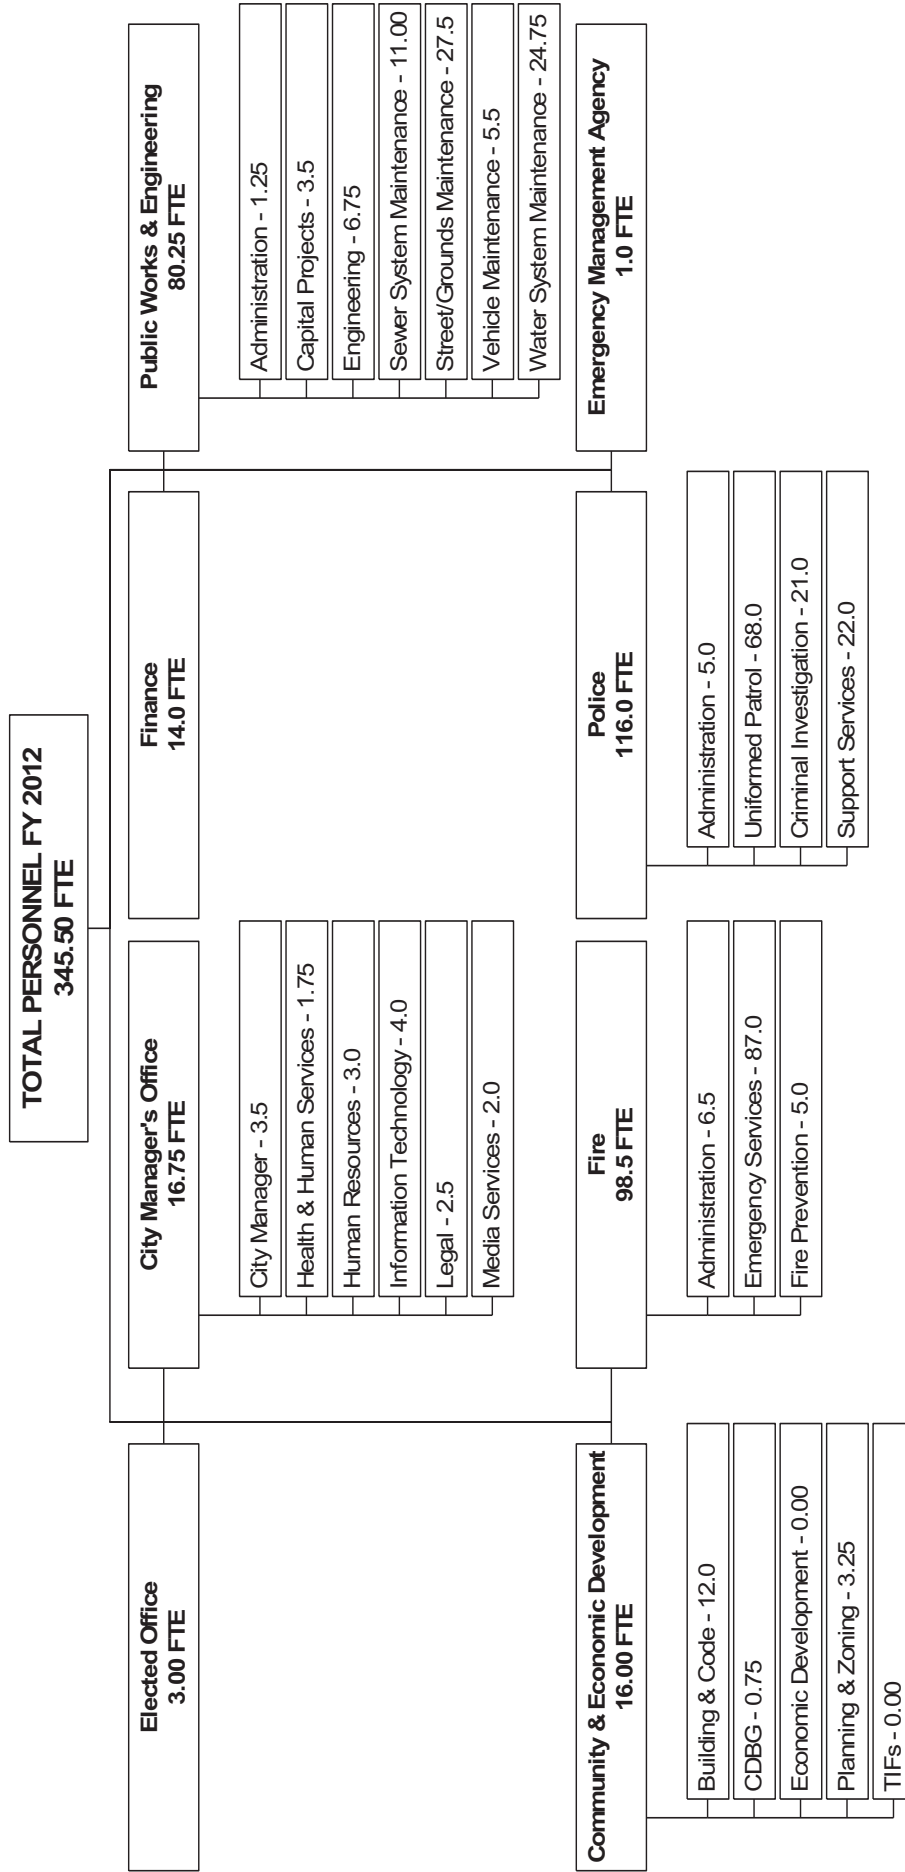 TOTAL PERSONNEL FY 2012
345.50 FTE
Elected Office
3.00 FTE
City Manager's Office
16.75 FTE
City Manager - 3.5
Health & Human Services - 1.75
Human Resources - 3.0
Information Technology - 4.0
Legal - 2.5
Media Services - 2.0
Finance
14.0 FTE
Public Works & Engineering
80.25 FTE
Administration - 1.25
Capital Projects - 3.5
Engineering - 6.75
Sewer System Maintenance - 11.00
Street/Grounds Maintenance - 27.5
Vehicle Maintenance - 5.5
Water System Maintenance - 24.75
Community & Economic Development
16.00 FTE
Building & Code - 12.0
CDBG - 0.75
Economic Development - 0.00
Planning & Zoning - 3.25
TIFs - 0.00
Fire
98.5 FTE
Administration - 6.5
Emergency Services - 87.0
Fire Prevention - 5.0
Police
116.0 FTE
Administration - 5.0
Uniformed Patrol - 68.0
Criminal Investigation - 21.0
Support Services - 22.0
Emergency Management Agency
1.0 FTE